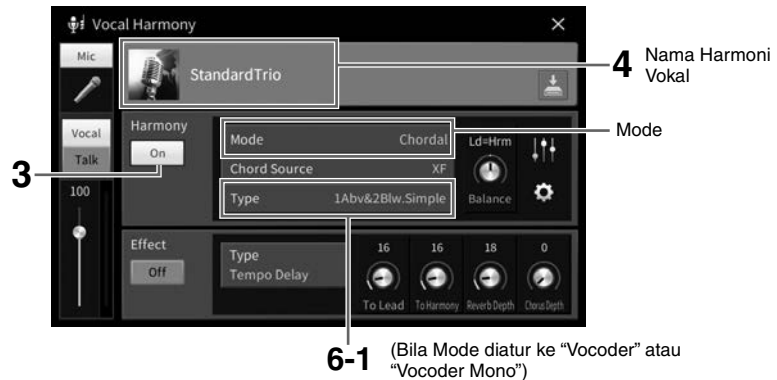 Vocal Harmony
Mic
StandardTrio
4 Nama Harmoni
Vokal
Vocal
Talk
Harmony
On
Mode Chordal
Mode
Ld=Hrm
Balance
3
Chord Source XF
Type 1Abv&2Blw.Simple
100
Effect
Off
Type
Tempo Delay
16 16 18 0
To Lead To Harmony Reverb Depth Chorus Depth
6-1 (Bila Mode diatur ke “Vocoder” atau
“Vocoder Mono”)